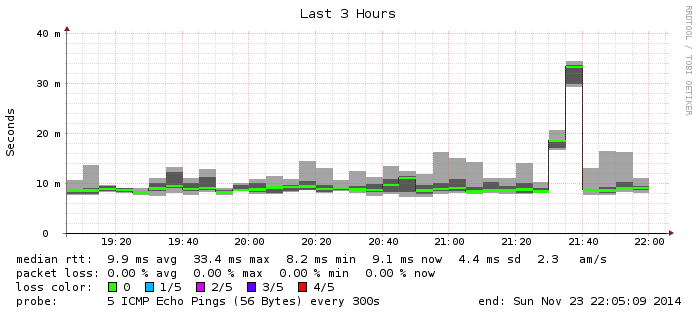 Last 3 Hours
RRDTOOL / TOBI OETIKER
Seconds
40 m
30 m
20 m
10 m
0
19:20 19:40 20:00 20:20 20:40 21:00 21:20 21:40 22:00
median rtt: 9.9 ms avg 33.4 ms max 8.2 ms min 9.1 ms now 4.4 ms sd 2.3 am/s
packet loss: 0.00 % avg 0.00 % max 0.00 % min 0.00 % now
loss color: 0 1/5 2/5 3/5 4/5
probe: 5 ICMP Echo Pings (56 Bytes) every 300s end: Sun Nov 23 22:05:09 2014